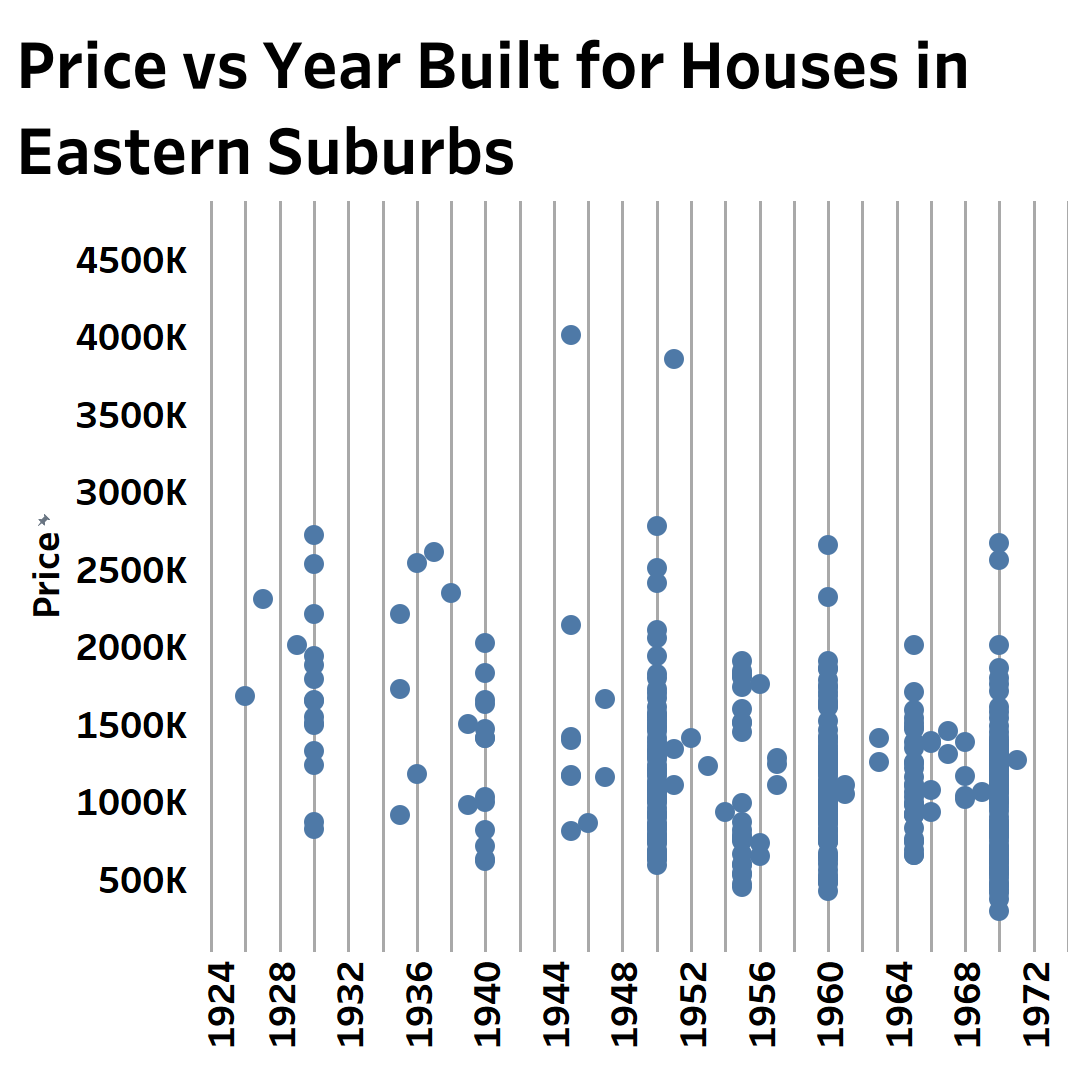 Price vs Year Built for Houses in
Eastern Suburbs
4500K
4000K
3500K
3000K
2500K
2000K
1500K
1000K
500K
Price
1924
1928
1932
1936
1940
1944
1948
1952
1956
1960
1964
1968
1972